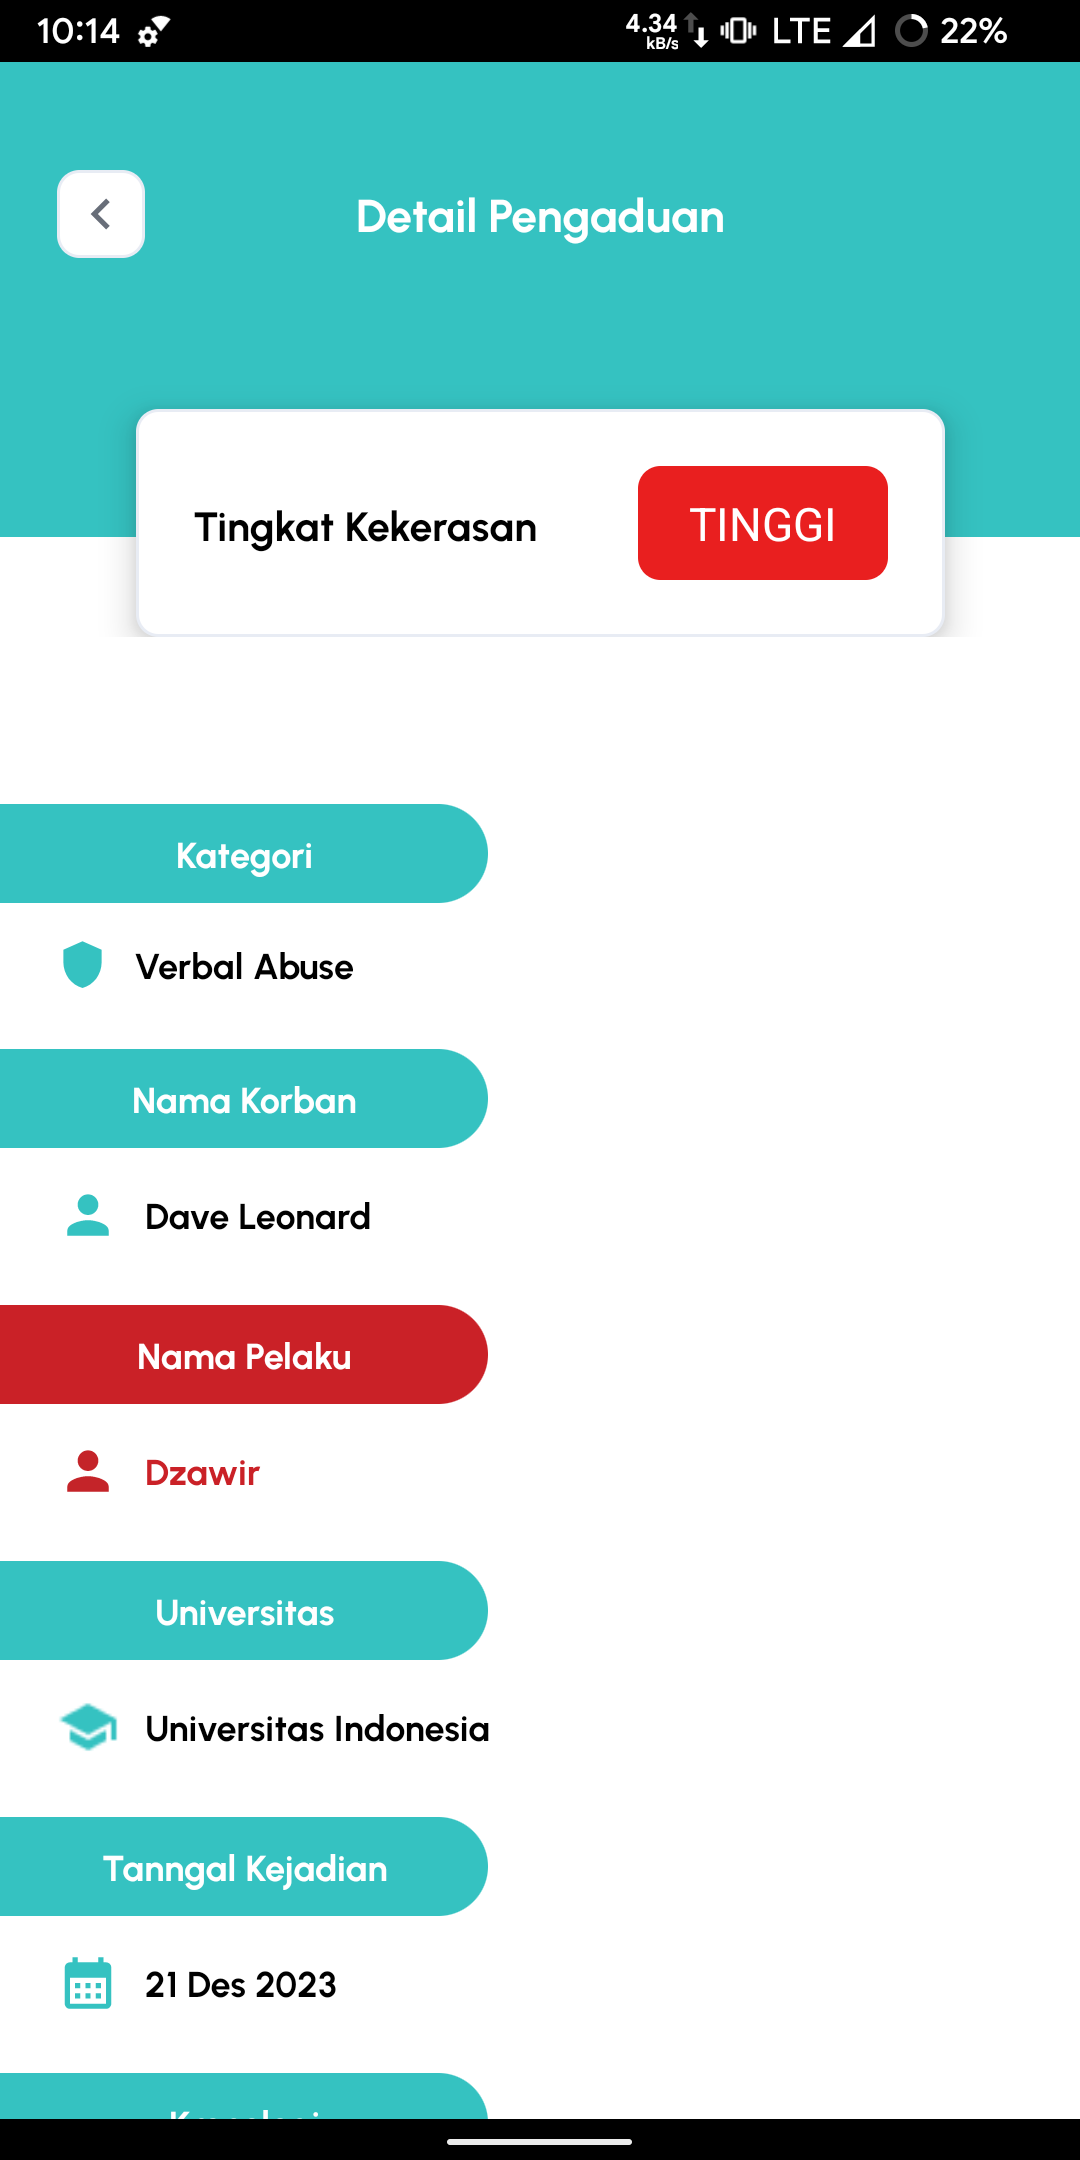 10:14 4.34 kB/s LTE 22%
Detail Pengaduan
Tingkat Kekerasan TINGGI
Kategori
Verbal Abuse
Nama Korban
Dave Leonard
Nama Pelaku
Dzawir
Universitas
Universitas Indonesia
Tanngal Kejadian
21 Des 2023